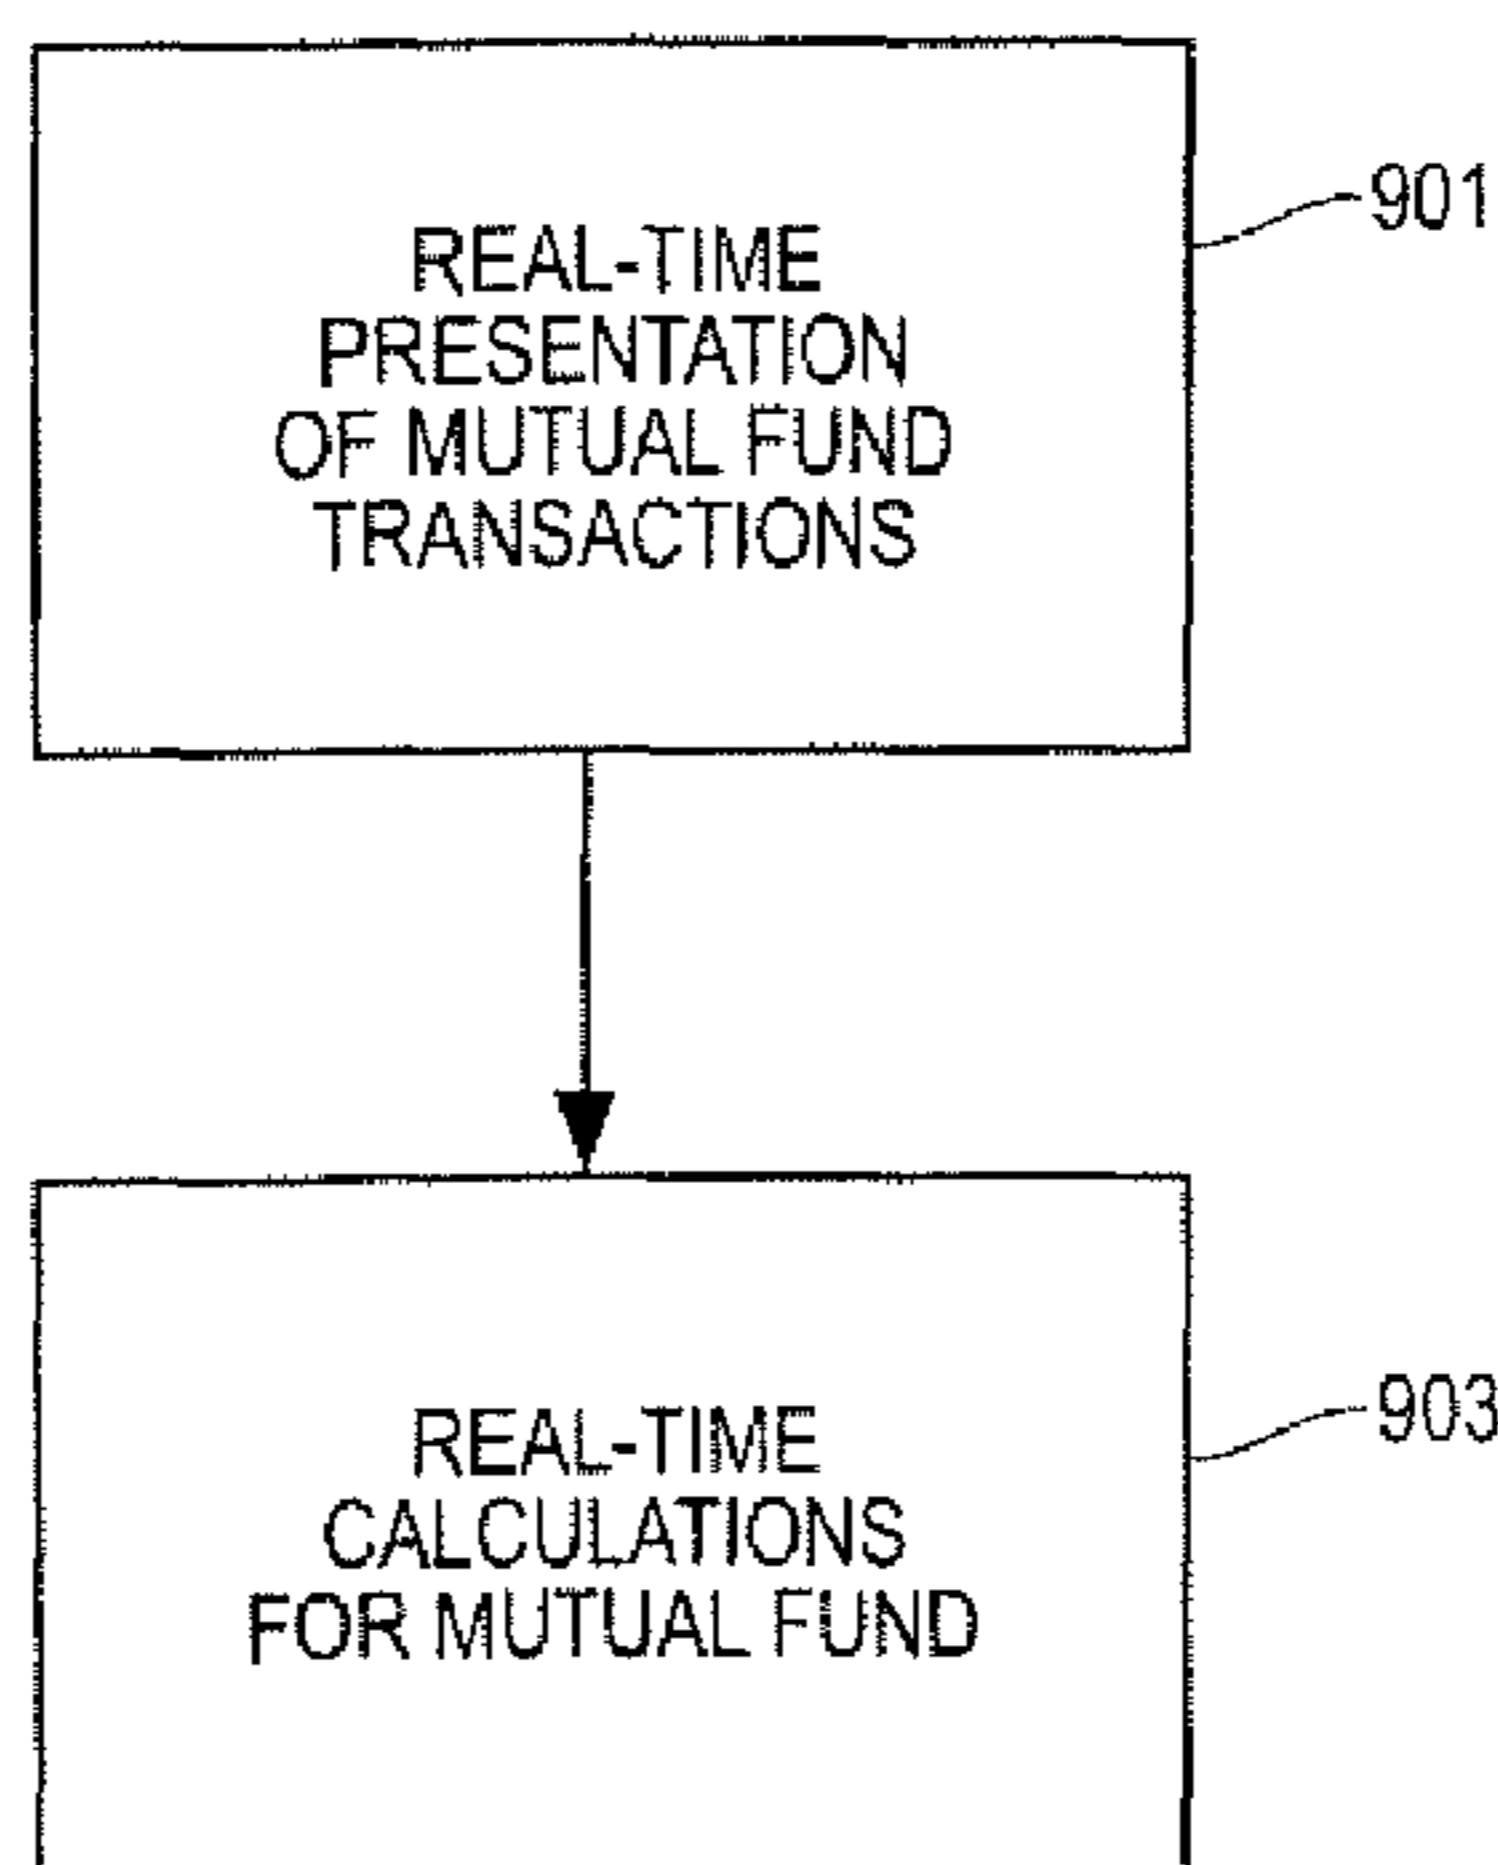 REAL-TIME
PRESENTATION
OF MUTUAL FUND
TRANSACTIONS
901
REAL-TIME
CALCULATIONS
FOR MUTUAL FUND
903